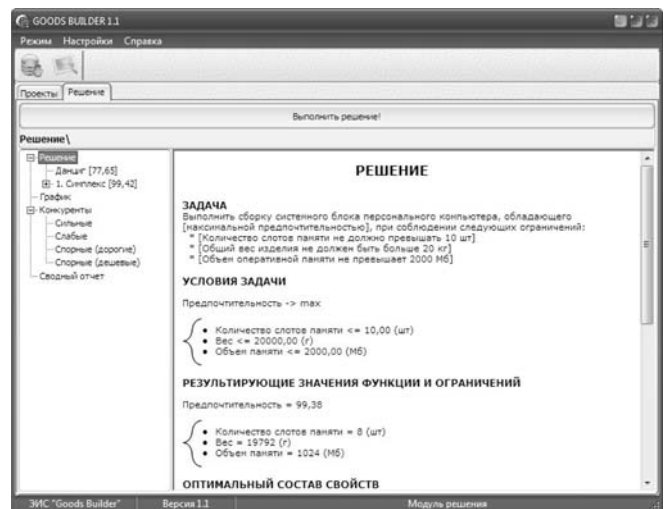 GOODS BUILDER 1.1
Режим Настройки Справка
Проекты Решение
Выполнить решение!
Решение\
Решение
Данциг [77,65]
1. Симплекс [99,42]
График
Конкуренты
Сильные
Слабые
Спорные (дорогие)
Спорные (дешевые)
Сводный отчет
РЕШЕНИЕ
ЗАДАЧА
Выполнить сборку системного блока персонального компьютера, обладающего
[максимальной предпочтительностью], при соблюдении следующих ограничений:
* [Количество слотов памяти не должно превышать 10 шт]
* [Общий вес изделия не должен быть больше 20 кг]
* [Объем оперативной памяти не превышает 2000 Мб]
УСЛОВИЯ ЗАДАЧИ
Предпочтительность -> max
• Количество слотов памяти <= 10,00 (шт)
• Вес <= 20000,00 (г)
• Объем памяти <= 2000,00 (Мб)
РЕЗУЛЬТИРУЮЩИЕ ЗНАЧЕНИЯ ФУНКЦИИ И ОГРАНИЧЕНИЙ
Предпочтительность = 99,38
• Количество слотов памяти = 8 (шт)
• Вес = 19792 (г)
• Объем памяти = 1024 (Мб)
ОПТИМАЛЬНЫЙ СОСТАВ СВОЙСТВ
ЭИС "Goods Builder" Версия 1.1 Модуль решения